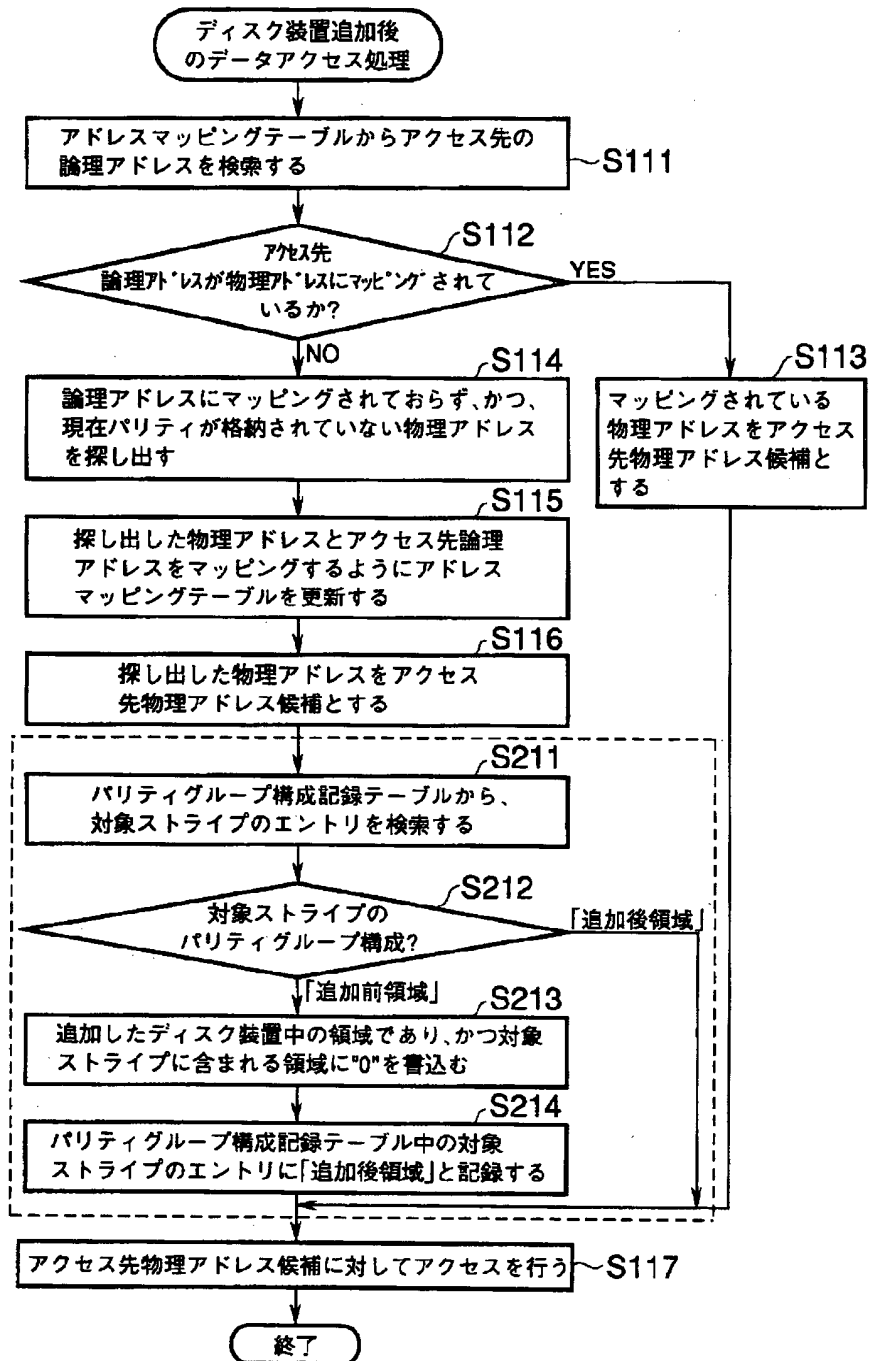 ディスク装置追加後
のデータアクセス処理
アドレスマッピングテーブルからアクセス先の
論理アドレスを検索する
S111
S112
アクセス先
論理アドレスが物理アドレスにマッピングされて
いるか?
YES
NO
S113
マッピングされている
物理アドレスをアクセス
先物理アドレス候補と
する
S114
論理アドレスにマッピングされておらず、かつ、
現在パリティが格納されていない物理アドレス
を探し出す
S115
探し出した物理アドレスとアクセス先論理
アドレスをマッピングするようにアドレス
マッピングテーブルを更新する
S116
探し出した物理アドレスをアクセス
先物理アドレス候補とする
S211
パリティグループ構成記録テーブルから、
対象ストライプのエントリを検索する
S212
対象ストライプの
パリティグループ構成?
「追加後領域」
「追加前領域」
S213
追加したディスク装置中の領域であり、かつ対象
ストライプに含まれる領域に"0"を書込む
S214
パリティグループ構成記録テーブル中の対象
ストライプのエントリに「追加後領域」と記録する
アクセス先物理アドレス候補に対してアクセスを行う
S117
終了